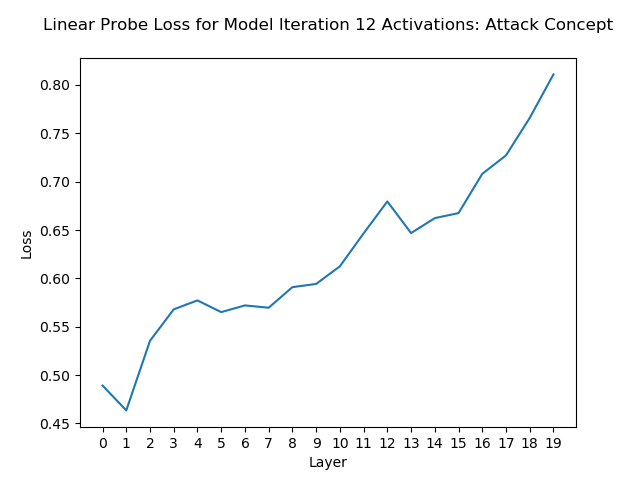 Linear Probe Loss for Model Iteration 12 Activations: Attack Concept
0.80
0.75
0.70
0.65
0.60
0.55
0.50
0.45
Loss
0 1 2 3 4 5 6 7 8 9 10 11 12 13 14 15 16 17 18 19
Layer